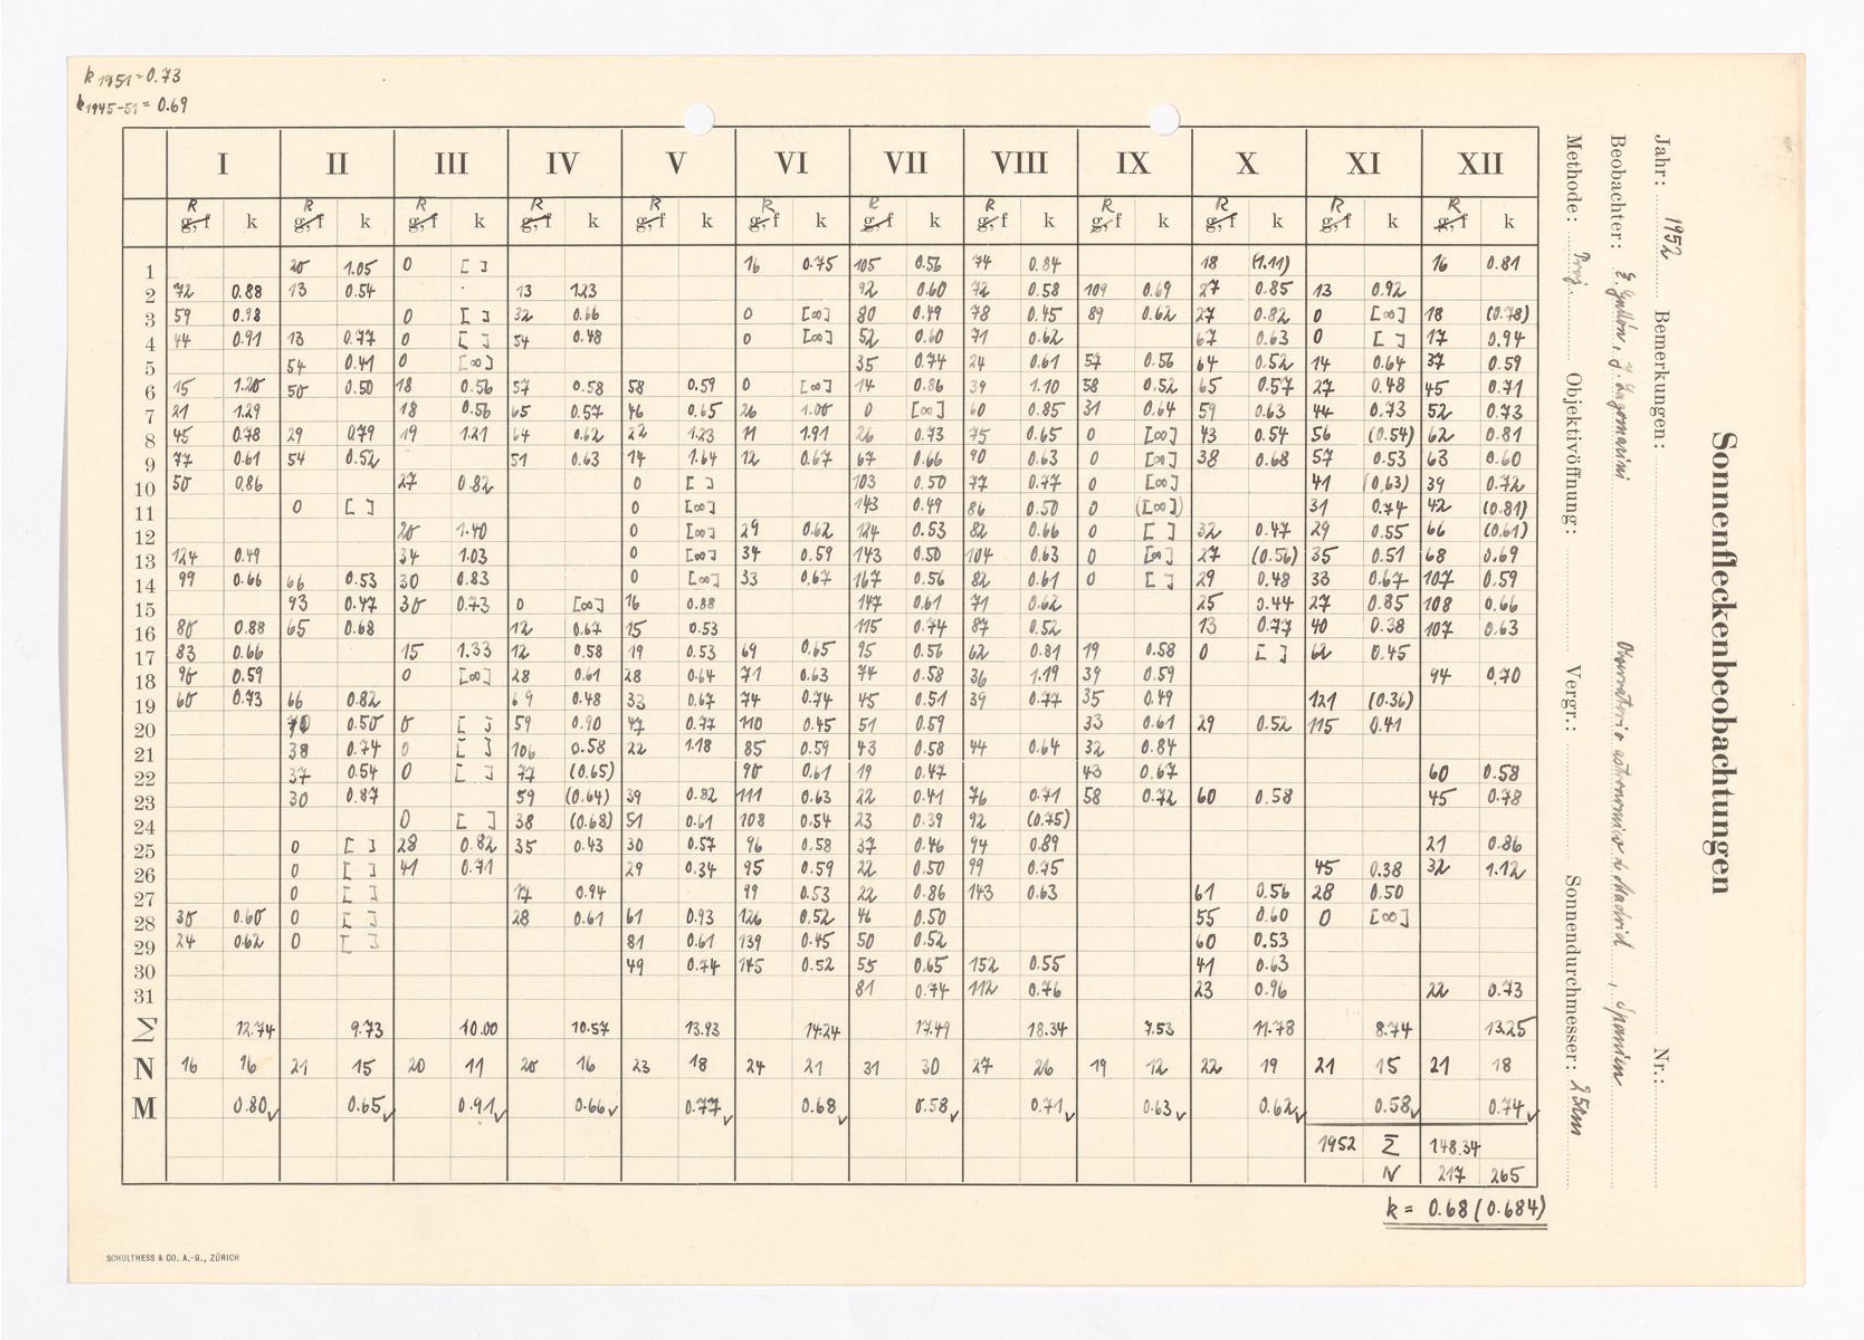 k 1951 = 0.73
k 1945-51 = 0.69
I II III IV V VI VII VIII IX X XI XII
R R R R R R R R R R R R
g,f k g,f k g,f k g,f k g,f k g,f k g,f k g,f k g,f k g,f k g,f k g,f k
1 20 1.05 0 [ ] 16 0.75 105 0.56 74 0.84 18 (1.11) 16 0.81
2 72 0.88 13 0.54 13 1.23 92 0.60 72 0.58 109 0.69 27 0.85 13 0.92
3 59 0.98 0 [ ] 32 0.66 0 [∞] 80 0.49 78 0.45 89 0.62 27 0.82 0 [∞] 18 (0.78)
4 44 0.91 13 0.77 0 [ ] 54 0.48 0 [∞] 52 0.60 71 0.62 67 0.63 0 [ ] 17 0.94
5 54 0.41 0 [∞] 35 0.74 24 0.61 57 0.56 64 0.52 14 0.64 37 0.59
6 15 1.20 50 0.50 18 0.56 57 0.58 58 0.59 0 [∞] 14 0.86 39 1.10 58 0.52 65 0.57 27 0.48 45 0.71
7 21 1.29 18 0.56 65 0.57 46 0.65 26 1.00 0 [∞] 60 0.85 31 0.64 59 0.63 44 0.73 52 0.73
8 45 0.78 29 0.79 19 1.21 64 0.62 22 1.23 11 1.91 26 0.73 75 0.65 0 [∞] 43 0.54 56 (0.54) 62 0.81
9 77 0.61 54 0.52 51 0.63 14 1.64 12 0.67 67 0.66 90 0.63 0 [∞] 38 0.68 57 0.53 63 0.60
10 50 0.86 27 0.82 0 [ ] 103 0.50 77 0.77 0 [∞] 41 (0.63) 39 0.72
11 0 [ ] 0 [∞] 143 0.49 86 0.50 0 ([∞]) 31 0.74 42 (0.81)
12 20 1.40 0 [∞] 29 0.62 124 0.53 82 0.66 0 [ ] 32 0.47 29 0.55 66 (0.61)
13 124 0.49 34 1.03 0 [∞] 34 0.59 143 0.50 104 0.63 0 [∞] 27 (0.56) 35 0.51 68 0.69
14 99 0.66 66 0.53 30 0.83 0 [∞] 33 0.67 167 0.56 82 0.61 0 [ ] 29 0.48 33 0.67 107 0.59
15 93 0.47 30 0.73 0 [∞] 16 0.88 147 0.61 71 0.62 25 0.44 27 0.85 108 0.66
16 80 0.88 65 0.68 12 0.67 15 0.53 115 0.74 87 0.52 13 0.77 40 0.38 107 0.63
17 83 0.66 15 1.33 12 0.58 19 0.53 69 0.65 95 0.56 62 0.81 19 0.58 0 [ ] 62 0.45
18 90 0.59 0 [∞] 28 0.61 28 0.64 71 0.63 74 0.58 36 1.19 39 0.59 94 0.70
19 60 0.73 66 0.82 69 0.48 33 0.67 74 0.74 45 0.51 39 0.77 35 0.49 121 (0.36)
20 70 0.50 0 [ ] 59 0.90 47 0.77 110 0.45 51 0.59 33 0.61 29 0.52 115 0.41
21 38 0.74 0 [ ] 106 0.58 22 1.18 85 0.59 43 0.58 44 0.64 32 0.84
22 37 0.54 0 [ ] 77 (0.65) 90 0.61 19 0.47 43 0.67 60 0.58
23 30 0.87 59 (0.64) 39 0.82 111 0.63 22 0.41 76 0.71 58 0.72 60 0.58 45 0.78
24 0 [ ] 38 (0.68) 51 0.61 108 0.54 23 0.39 92 (0.75)
25 0 [ ] 28 0.82 35 0.43 30 0.57 96 0.58 37 0.46 94 0.89 21 0.86
26 0 [ ] 41 0.71 29 0.34 95 0.59 22 0.50 99 0.75 45 0.38 32 1.12
27 0 [ ] 17 0.94 99 0.53 22 0.86 143 0.63 61 0.56 28 0.50
28 30 0.60 0 [ ] 28 0.61 61 0.93 126 0.52 46 0.50 55 0.60 0 [∞]
29 24 0.62 0 [ ] 81 0.61 139 0.45 50 0.52 60 0.53
30 49 0.74 145 0.52 55 0.65 152 0.55 41 0.63
31 81 0.74 112 0.76 23 0.96 22 0.73
Σ 12.74 9.73 10.00 10.57 13.93 14.24 17.49 18.34 7.53 11.78 8.74 13.25
N 16 16 21 15 20 11 20 16 23 18 24 21 31 30 27 26 19 12 22 19 21 15 21 18
M 0.80✓ 0.65✓ 0.91✓ 0.66✓ 0.77✓ 0.68✓ 0.58✓ 0.71✓ 0.63✓ 0.62✓ 0.58✓ 0.74✓
1952 Σ 148.34
N 217 265
k = 0.68 (0.684)
SCHULTHESS & CO. A.-G., ZÜRICH
Sonnenfleckenbeobachtungen
Jahr: 1952 Bemerkungen: Nr.:
Beobachter: E. Gullón, J. Lagomarini Observatorio astronomico de Madrid, Spanien
Methode: Proj. Objektivöffnung: Vergr.: Sonnendurchmesser: 25cm